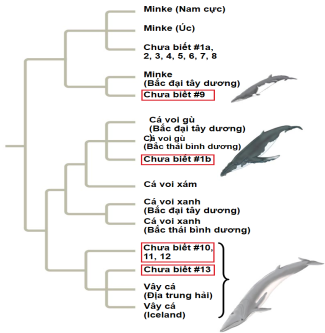 Minke (Nam cực)
Minke (Úc)
Chưa biết #1a,
2, 3, 4, 5, 6, 7, 8
Minke
(Bắc đại tây dương)
Chưa biết #9
Cá voi gù
(Bắc đại tây dương)
Cá voi gù
(Bắc thái bình dương)
Chưa biết #1b
Cá voi xám
Cá voi xanh
(Bắc đại tây dương)
Cá voi xanh
(Bắc thái bình dương)
Chưa biết #10,
11, 12
Chưa biết #13
Vây cá
(Địa trung hải)
Vây cá
(Iceland)